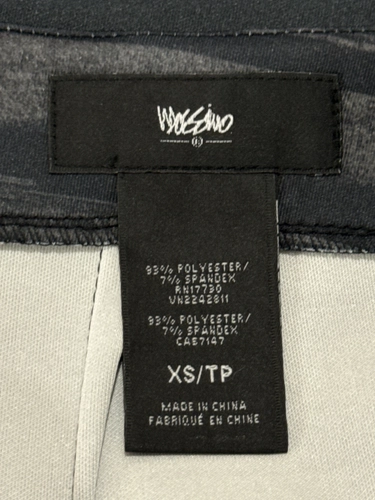 Mossimo
93% POLYESTER/
7% SPANDEX
RN17730
VN2242811
93% POLYESTER/
7% SPANDEX
CA57147
XS/TP
MADE IN CHINA
FABRIQUÉ EN CHINE